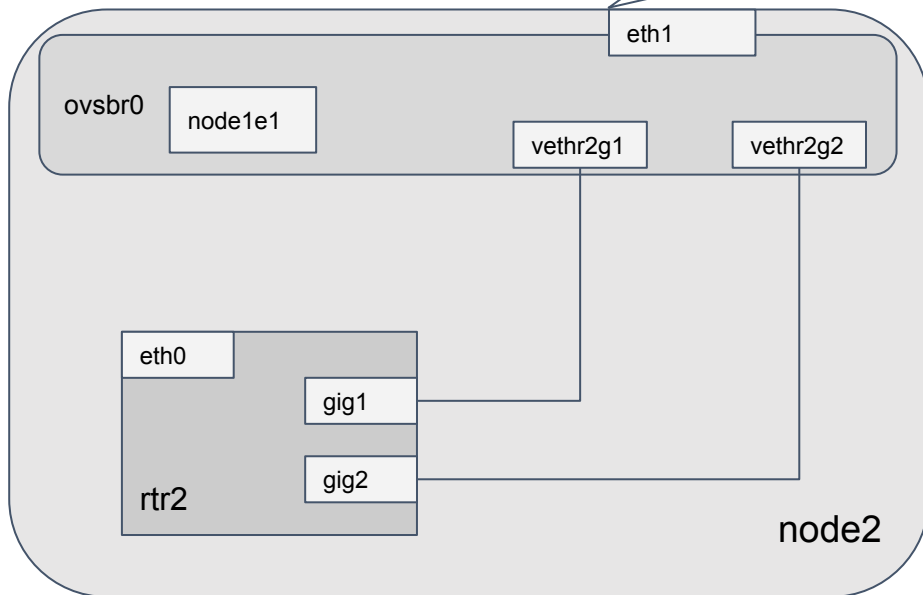 eth1
ovsbr0
node1e1
vethr2g1
vethr2g2
eth0
gig1
gig2
rtr2
node2